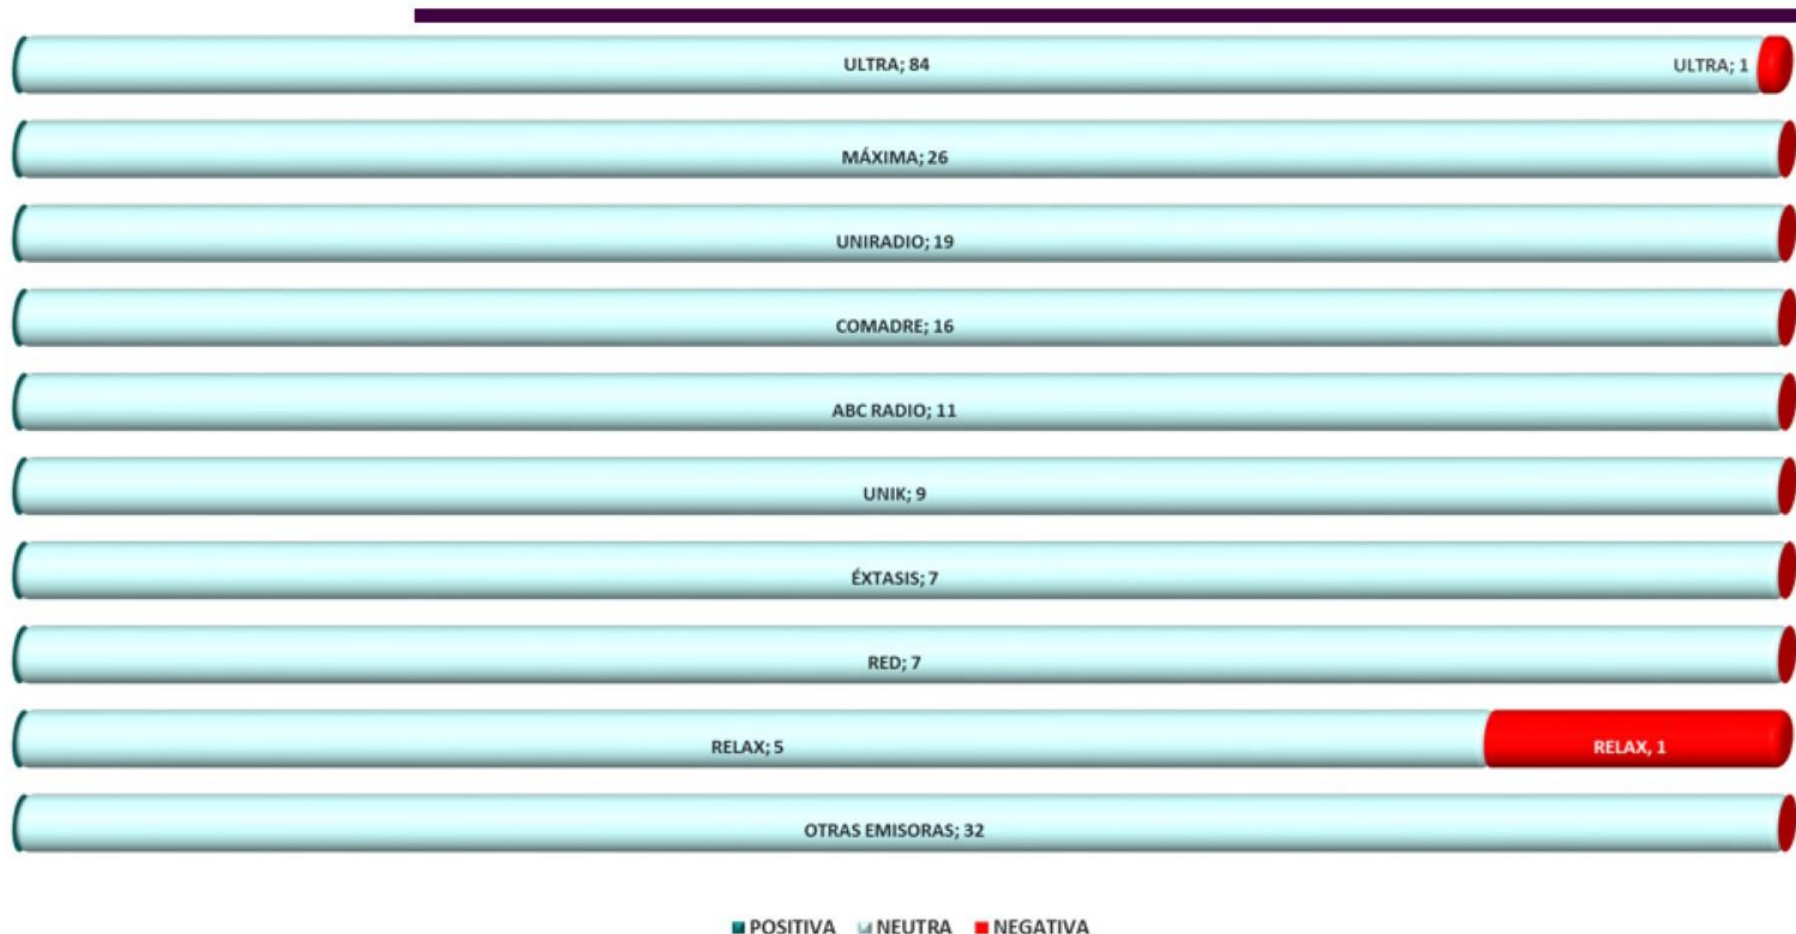 ULTRA; 84 ULTRA; 1
MÁXIMA; 26
UNIRADIO; 19
COMADRE; 16
ABC RADIO; 11
UNIK; 9
ÉXTASIS; 7
RED; 7
RELAX; 5 RELAX, 1
OTRAS EMISORAS; 32
POSITIVA NEUTRA NEGATIVA